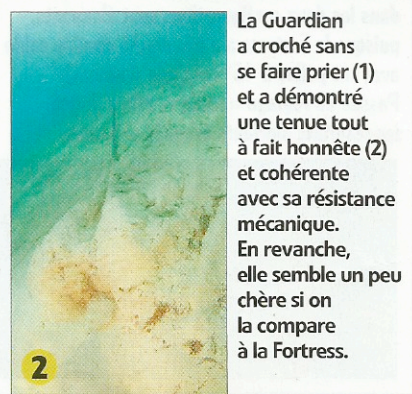 La Guardian
a croché sans
se faire prier (1)
et a démontré
une tenue tout
à fait honnête (2)
et cohérente
avec sa résistance
mécanique.
En revanche,
elle semble un peu
chère si on
la compare
à la Fortress.
2